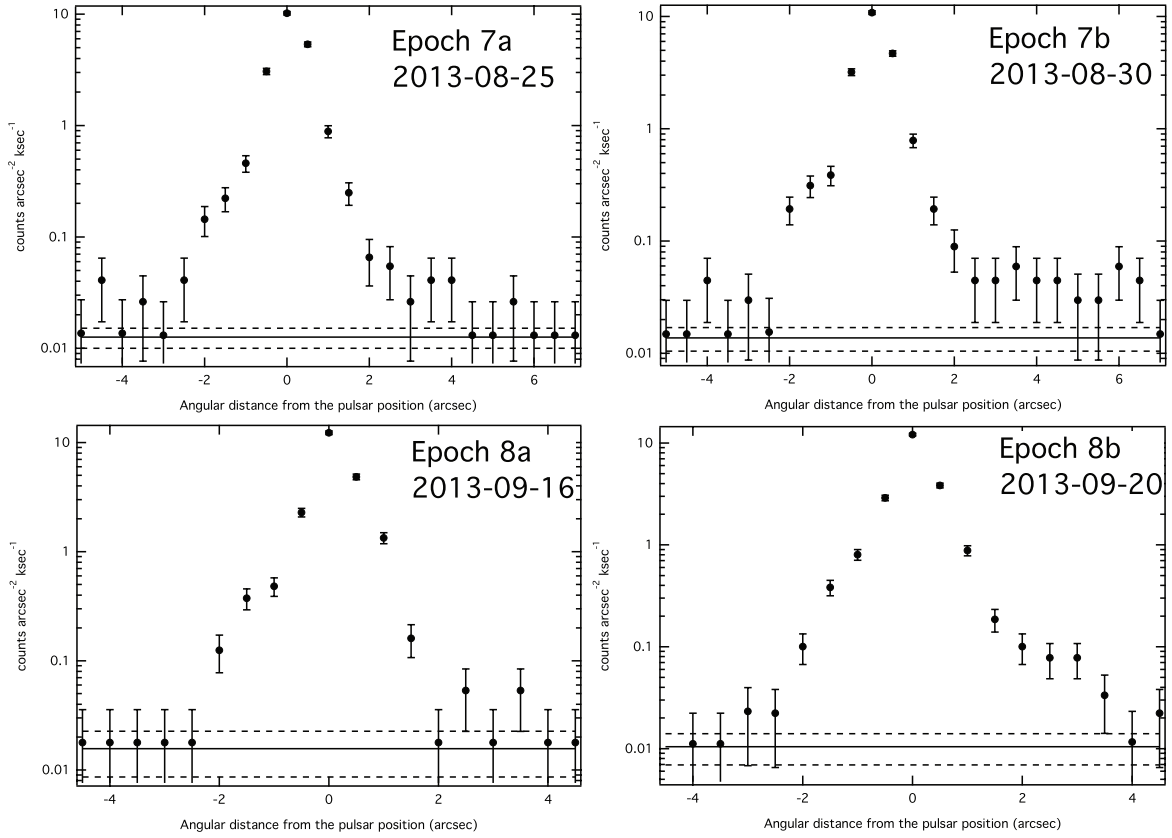 Epoch 7a
2013-08-25
counts arcsec-2 ksec-1
10
1
0.1
0.01
-4 -2 0 2 4 6
Angular distance from the pulsar position (arcsec)
Epoch 7b
2013-08-30
counts arcsec-2 ksec-1
10
1
0.1
0.01
-4 -2 0 2 4 6
Angular distance from the pulsar position (arcsec)
Epoch 8a
2013-09-16
counts arcsec-2 ksec-1
10
1
0.1
0.01
-4 -2 0 2 4
Angular distance from the pulsar position (arcsec)
Epoch 8b
2013-09-20
counts arcsec-2 ksec-1
10
1
0.1
0.01
-4 -2 0 2 4
Angular distance from the pulsar position (arcsec)